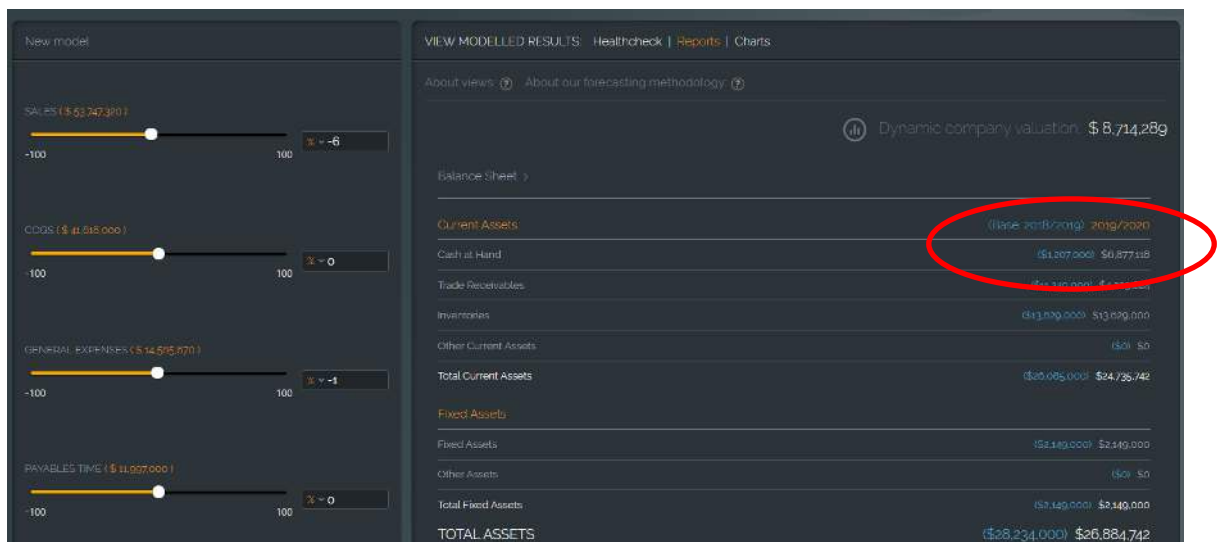 New model
SALES ( $ 53,747,320 )
-100 100 % -6
COGS ( $ 41,616,000 )
-100 100 % 0
GENERAL EXPENSES ( $ 14,565,870 )
-100 100 % -1
PAYABLES TIME ( $ 11,997,000 )
-100 100 % 0
VIEW MODELLED RESULTS: Healthcheck | Reports | Charts
About views: ? About our forecasting methodology: ?
Dynamic company valuation: $ 8,714,289
Balance Sheet >
Current Assets (Base: 2018/2019) 2019/2020
Cash at Hand ($1,207,000) $6,877,118
Trade Receivables
Inventories ($13,629,000) $13,629,000
Other Current Assets ($0) $0
Total Current Assets ($26,085,000) $24,735,742
Fixed Assets
Fixed Assets ($2,149,000) $2,149,000
Other Assets ($0) $0
Total Fixed Assets ($2,149,000) $2,149,000
TOTAL ASSETS ($28,234,000) $26,884,742